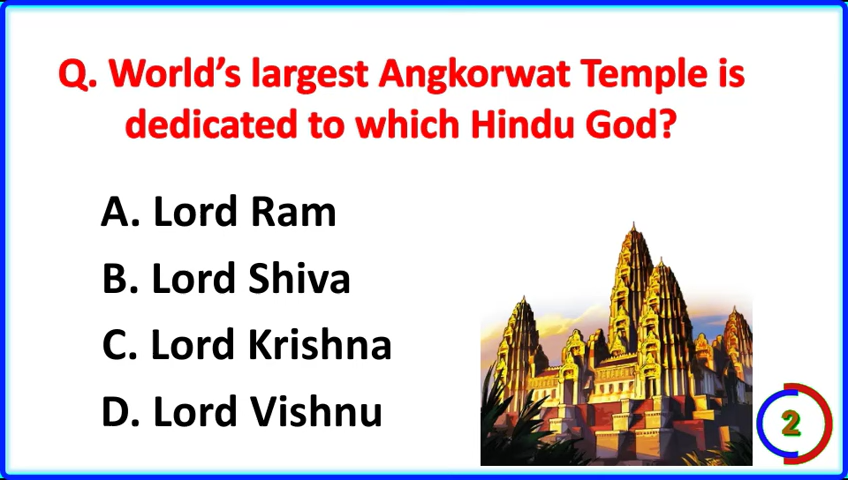 Q. World's largest Angkorwat Temple is
dedicated to which Hindu God?
A. Lord Ram
B. Lord Shiva
C. Lord Krishna
D. Lord Vishnu
2